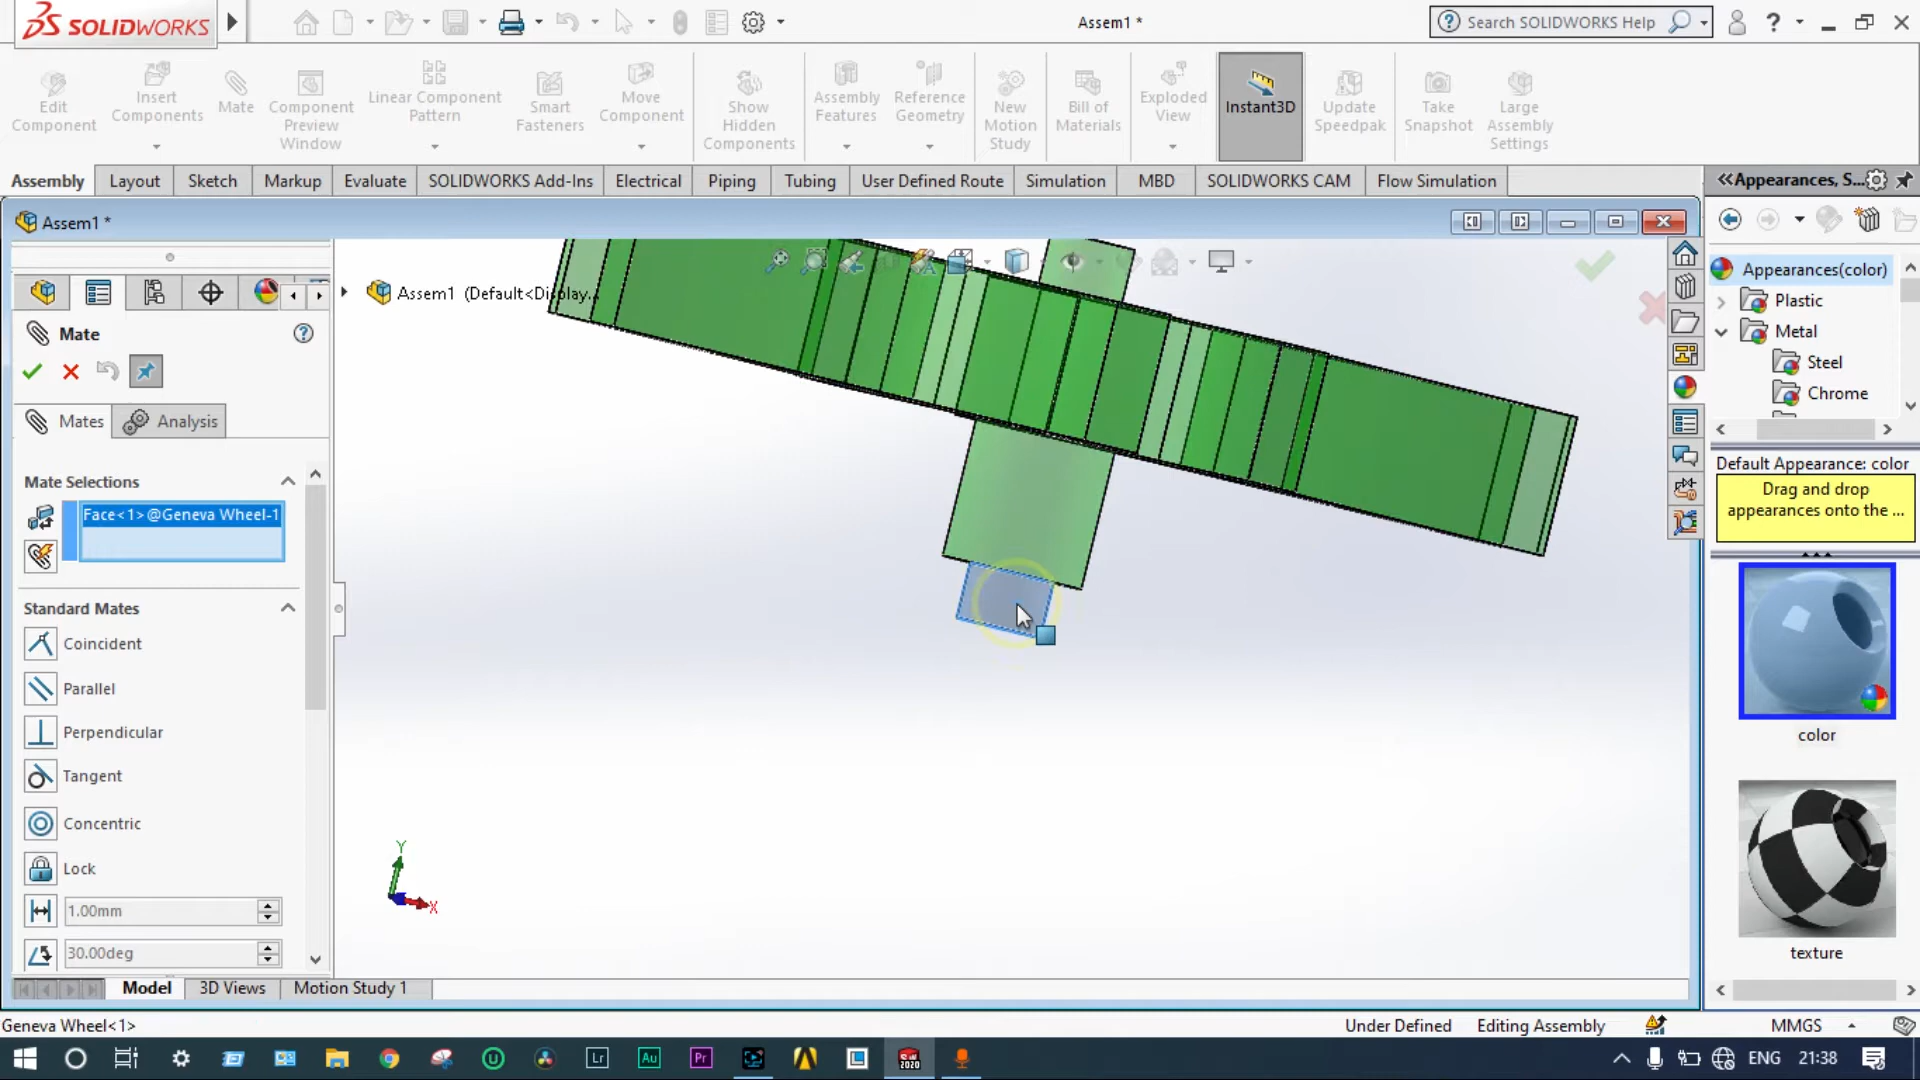 SOLIDWORKS
Assem1 *
Search SOLIDWORKS Help
Edit Component
Insert Components
Mate
Component Preview Window
Linear Component Pattern
Smart Fasteners
Move Component
Show Hidden Components
Assembly Features
Reference Geometry
New Motion Study
Bill of Materials
Exploded View
Instant3D
Update Speedpak
Take Snapshot
Large Assembly Settings
Assembly
Layout
Sketch
Markup
Evaluate
SOLIDWORKS Add-Ins
Electrical
Piping
Tubing
User Defined Route
Simulation
MBD
SOLIDWORKS CAM
Flow Simulation
Appearances, S...
Assem1 *
Assem1 (Default<Display...
Appearances(color)
Plastic
Metal
Steel
Chrome
Mate
Mates
Analysis
Mate Selections
Face<1>@Geneva Wheel-1
Standard Mates
Coincident
Parallel
Perpendicular
Tangent
Concentric
Lock
1.00mm
30.00deg
Default Appearance: color
Drag and drop
appearances onto the ...
color
texture
Y
X
Model
3D Views
Motion Study 1
Geneva Wheel<1>
Under Defined
Editing Assembly
MMGS
Lr
Au
Pr
SW
2020
ENG
21:38